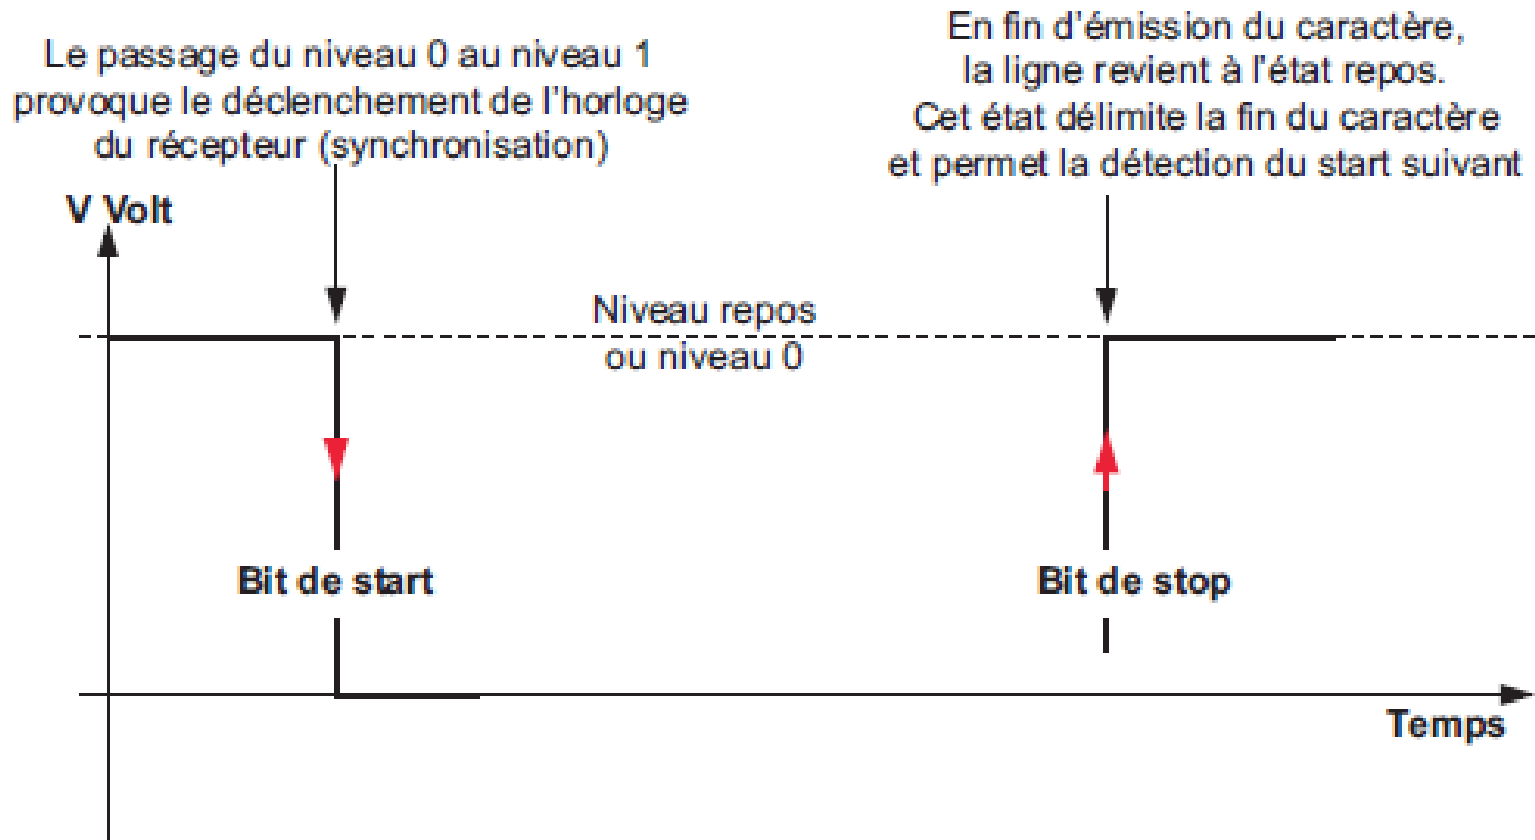 Le passage du niveau 0 au niveau 1
provoque le déclenchement de l'horloge
du récepteur (synchronisation)
En fin d'émission du caractère,
la ligne revient à l'état repos.
Cet état délimite la fin du caractère
et permet la détection du start suivant
V Volt
Niveau repos
ou niveau 0
Bit de start
Bit de stop
Temps